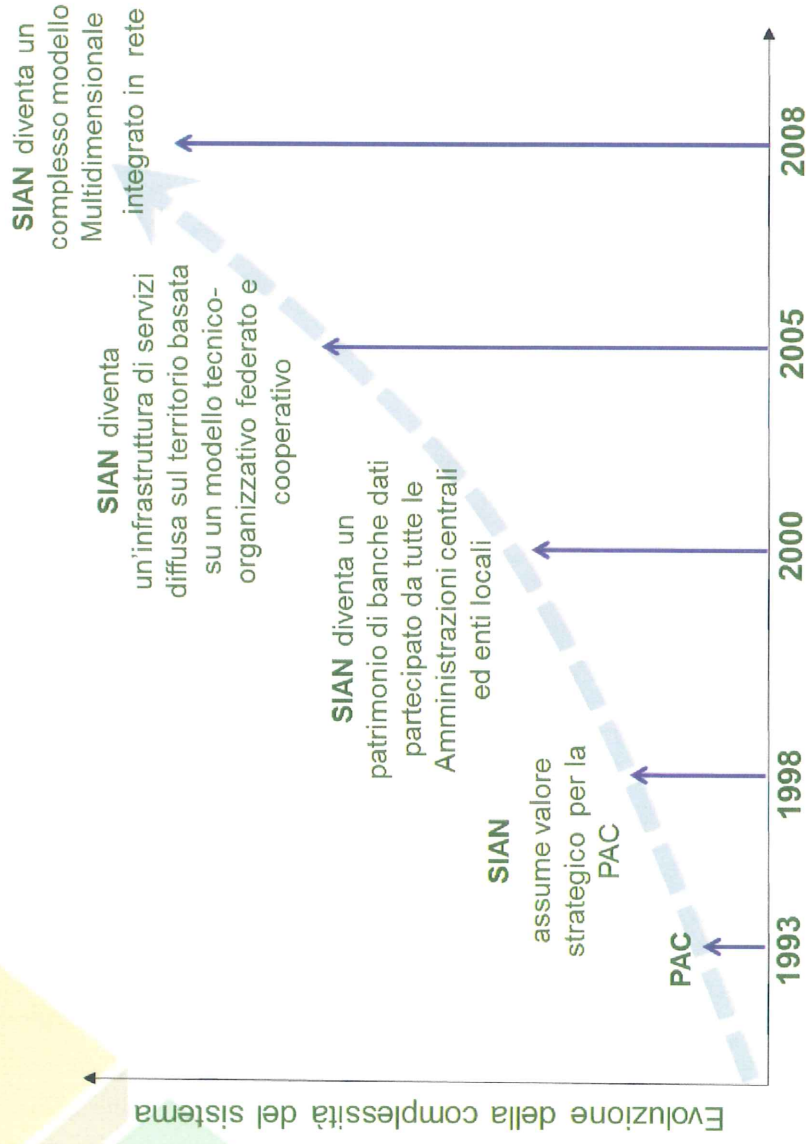 SIAN diventa un
complesso modello
Multidimensionale
integrato in rete
SIAN diventa
un'infrastruttura di servizi
diffusa sul territorio basata
su un modello tecnico-
organizzativo federato e
cooperativo
SIAN diventa un
patrimonio di banche dati
partecipato da tutte le
Amministrazioni centrali
ed enti locali
SIAN
assume valore
strategico per la
PAC
PAC
Evoluzione della complessità del sistema
1993
1998
2000
2005
2008